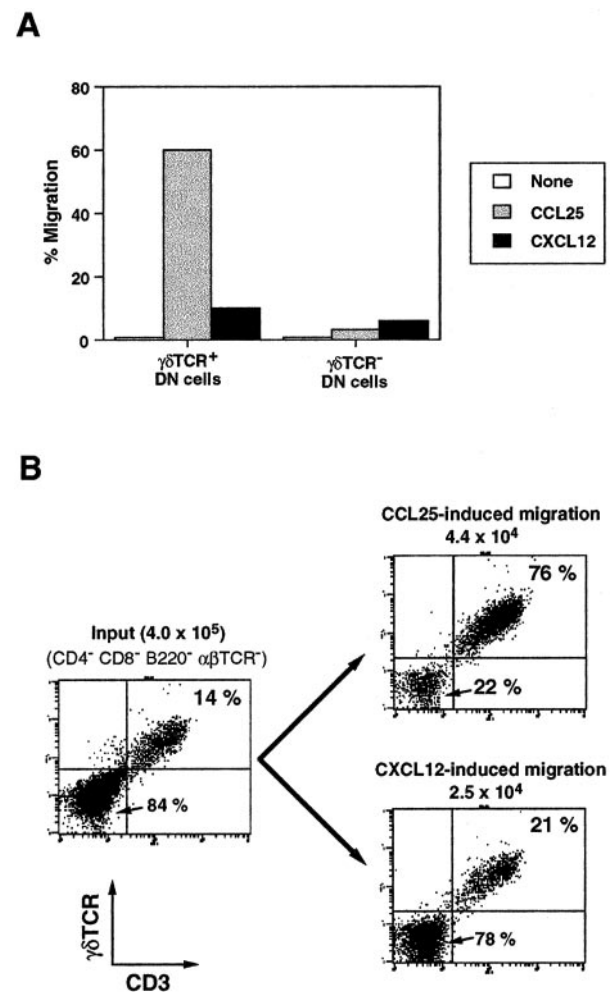 A
80
60
40
20
0
% Migration
γδTCR⁺
DN cells
γδTCR⁻
DN cells
None
CCL25
CXCL12
B
Input (4.0 x 10⁵)
(CD4⁻ CD8⁻ B220⁻ αβTCR⁻)
14 %
84 %
γδTCR
CD3
CCL25-induced migration
4.4 x 10⁴
76 %
22 %
CXCL12-induced migration
2.5 x 10⁴
21 %
78 %